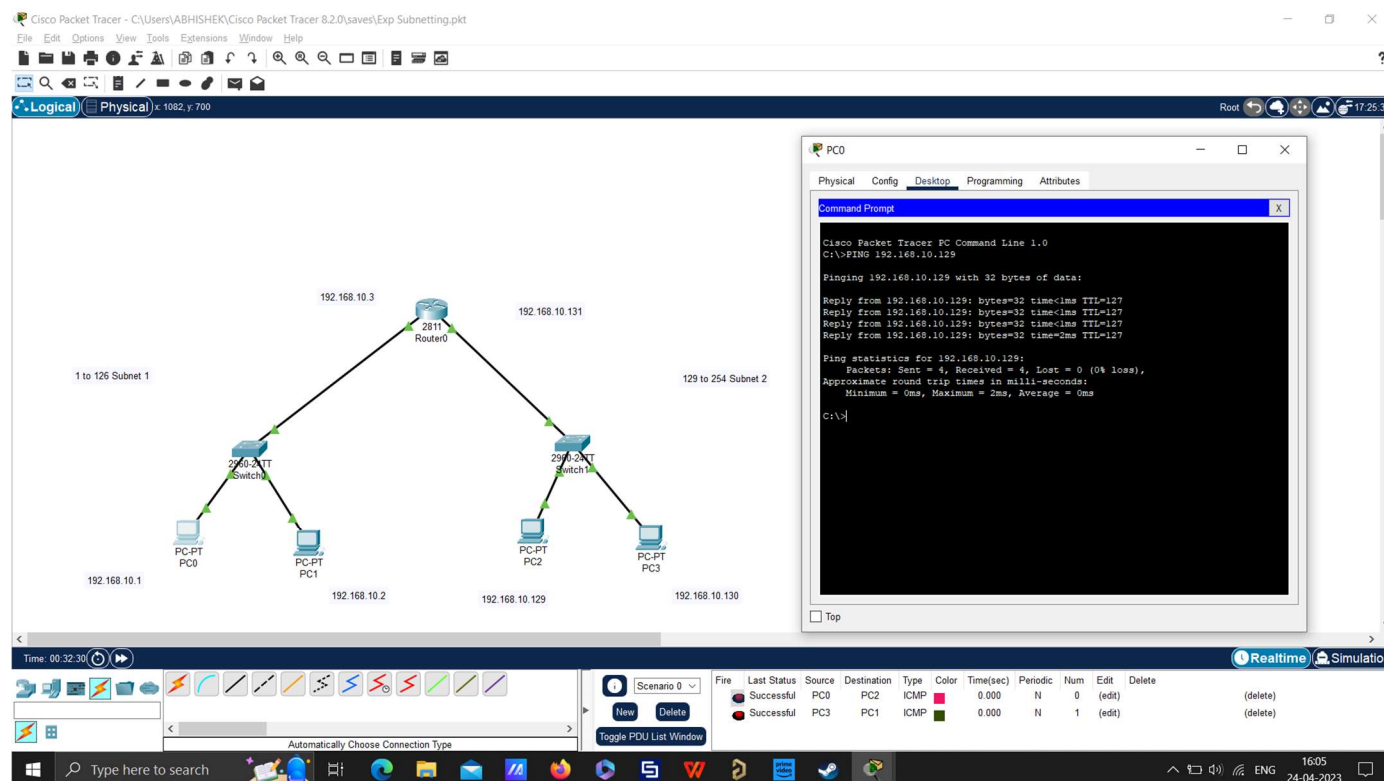 Cisco Packet Tracer - C:\Users\ABHISHEK\Cisco Packet Tracer 8.2.0\saves\Exp Subnetting.pkt
File Edit Options View Tools Extensions Window Help
?
Logical Physical x: 1082, y: 700
Root 17:25:3
192.168.10.3
192.168.10.131
2811
Router0
1 to 126 Subnet 1
129 to 254 Subnet 2
2960-24TT
Switch0
2960-24TT
Switch1
PC-PT
PC0
PC-PT
PC1
PC-PT
PC2
PC-PT
PC3
192.168.10.1
192.168.10.2
192.168.10.129
192.168.10.130
PC0
Physical Config Desktop Programming Attributes
Command Prompt X
Cisco Packet Tracer PC Command Line 1.0
C:\>PING 192.168.10.129
Pinging 192.168.10.129 with 32 bytes of data:
Reply from 192.168.10.129: bytes=32 time<1ms TTL=127
Reply from 192.168.10.129: bytes=32 time<1ms TTL=127
Reply from 192.168.10.129: bytes=32 time<1ms TTL=127
Reply from 192.168.10.129: bytes=32 time=2ms TTL=127
Ping statistics for 192.168.10.129:
Packets: Sent = 4, Received = 4, Lost = 0 (0% loss),
Approximate round trip times in milli-seconds:
Minimum = 0ms, Maximum = 2ms, Average = 0ms
C:\>
Top
Time: 00:32:30
Realtime Simulatio
Automatically Choose Connection Type
Scenario 0
New Delete
Toggle PDU List Window
Fire Last Status Source Destination Type Color Time(sec) Periodic Num Edit Delete
Successful PC0 PC2 ICMP 0.000 N 0 (edit) (delete)
Successful PC3 PC1 ICMP 0.000 N 1 (edit) (delete)
Type here to search
prime video
ENG
16:05
24-04-2023